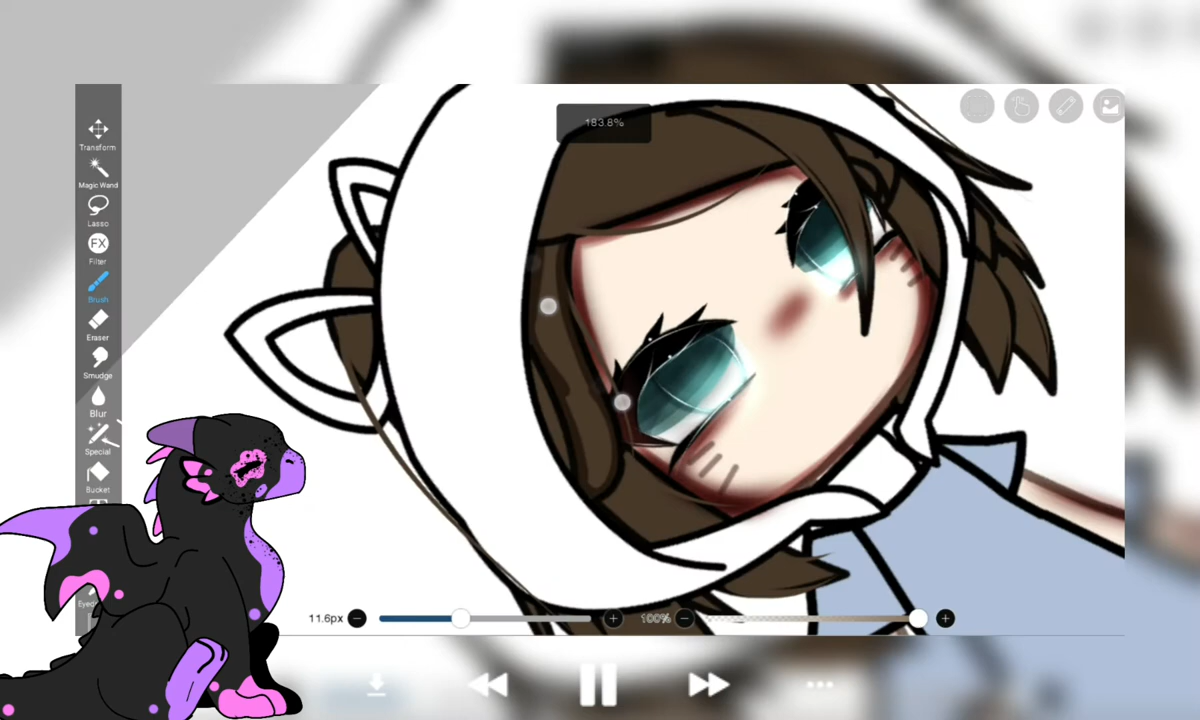 183.8%
Transform
Magic Wand
Lasso
FX
Filter
Brush
Eraser
Smudge
Blur
Special
Bucket
11.6px
100%